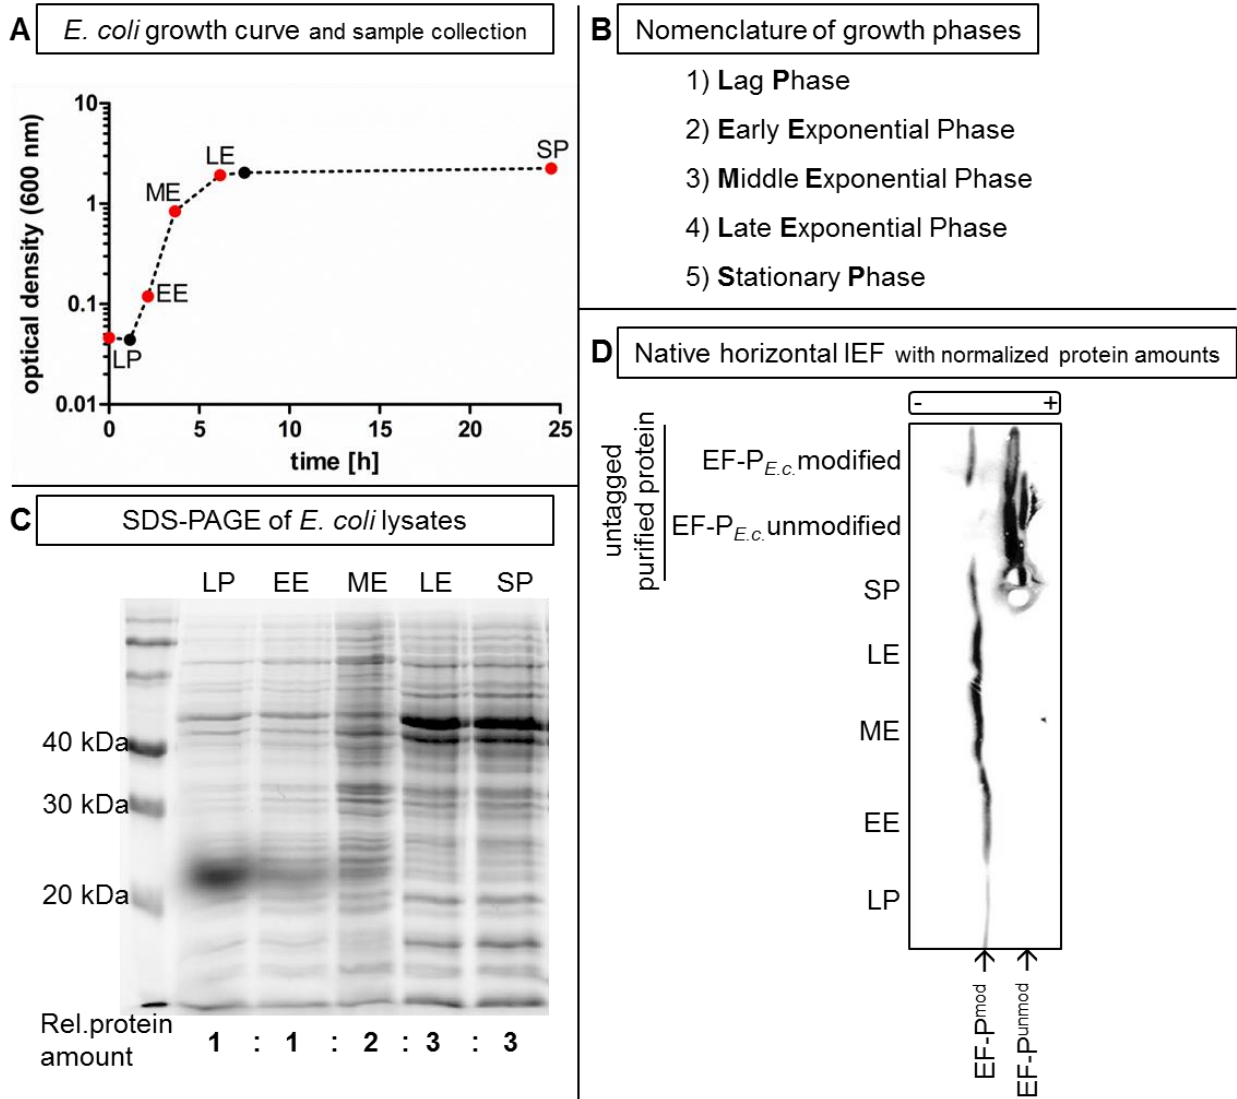 A
E. coli growth curve and sample collection
optical density (600 nm)
10
1
0.1
0.01
LP
EE
ME
LE
SP
0 5 10 15 20 25
time [h]
B
Nomenclature of growth phases
1) Lag Phase
2) Early Exponential Phase
3) Middle Exponential Phase
4) Late Exponential Phase
5) Stationary Phase
C
SDS-PAGE of E. coli lysates
LP EE ME LE SP
40 kDa
30 kDa
20 kDa
Rel.protein
amount
1 : 1 : 2 : 3 : 3
D
Native horizontal IEF with normalized protein amounts
- +
untagged
purified protein
EF-PE.c.modified
EF-PE.c.unmodified
SP
LE
ME
EE
LP
EF-Pmod
EF-Punmod